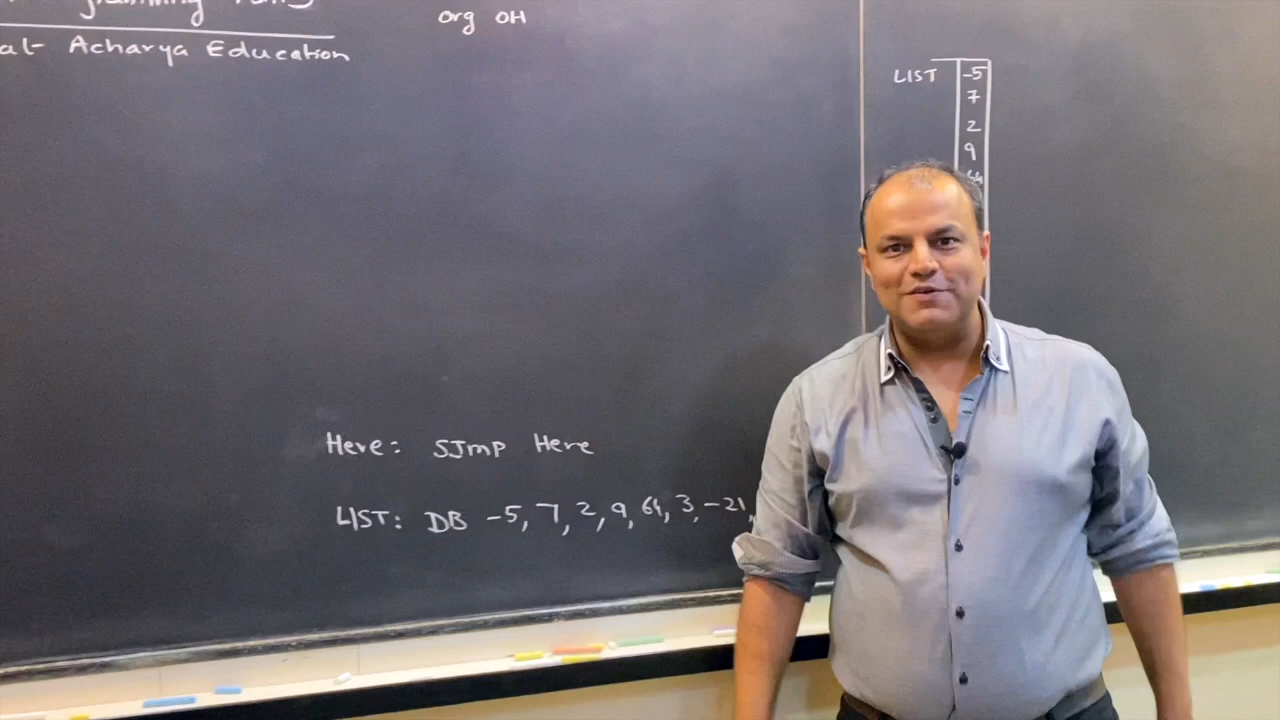 Acharya Education
Org 0H
LIST -5
7
2
9
64
Here: SJmp Here
LIST: DB -5, 7, 2, 9, 64, 3, -21,